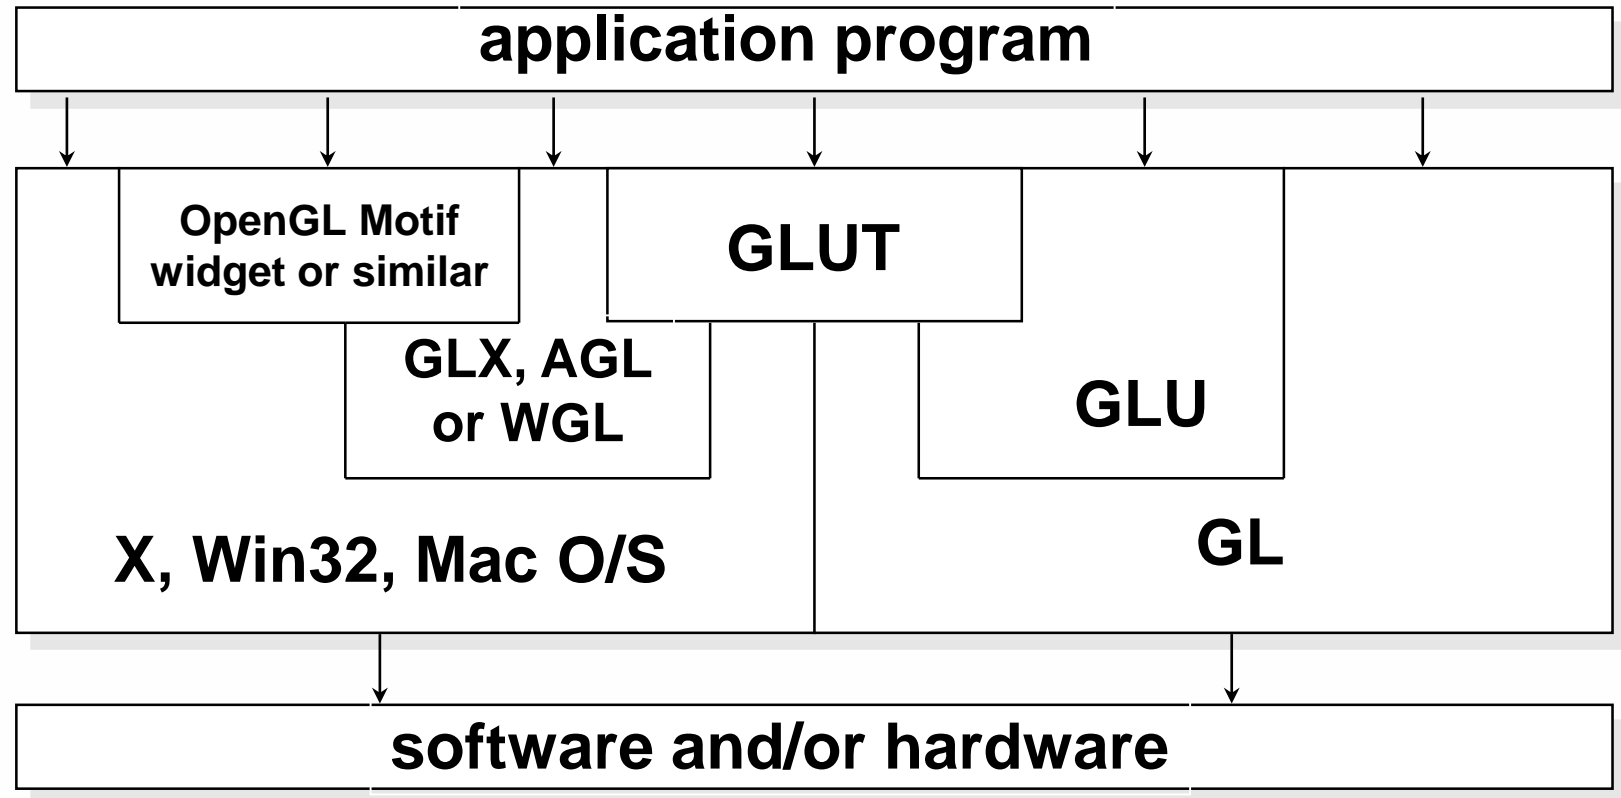 application program
OpenGL Motif
widget or similar
GLUT
GLX, AGL
or WGL
GLU
X, Win32, Mac O/S
GL
software and/or hardware